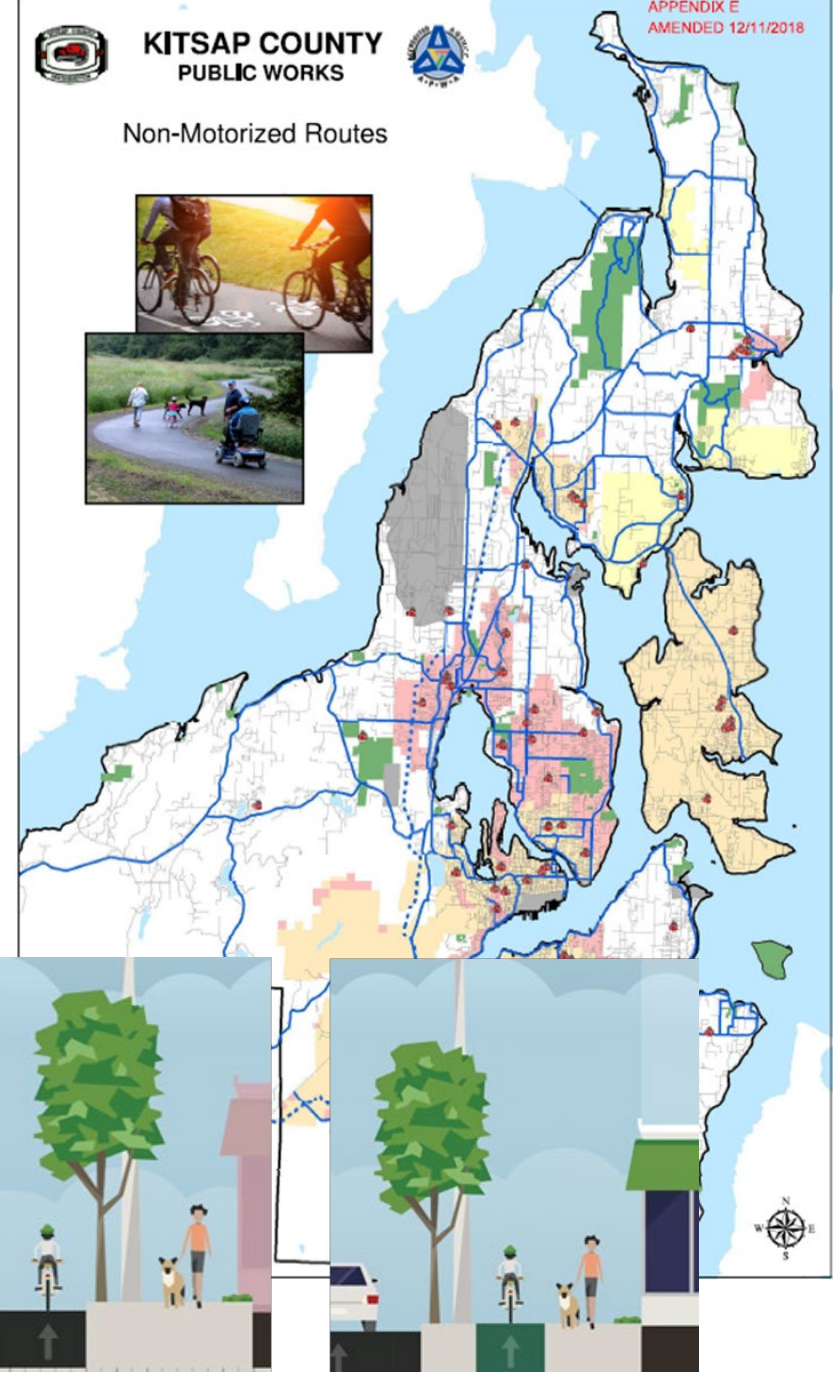 APPENDIX E
AMENDED 12/11/2018
KITSAP COUNTY
PUBLIC WORKS
Non-Motorized Routes
N
W E
S